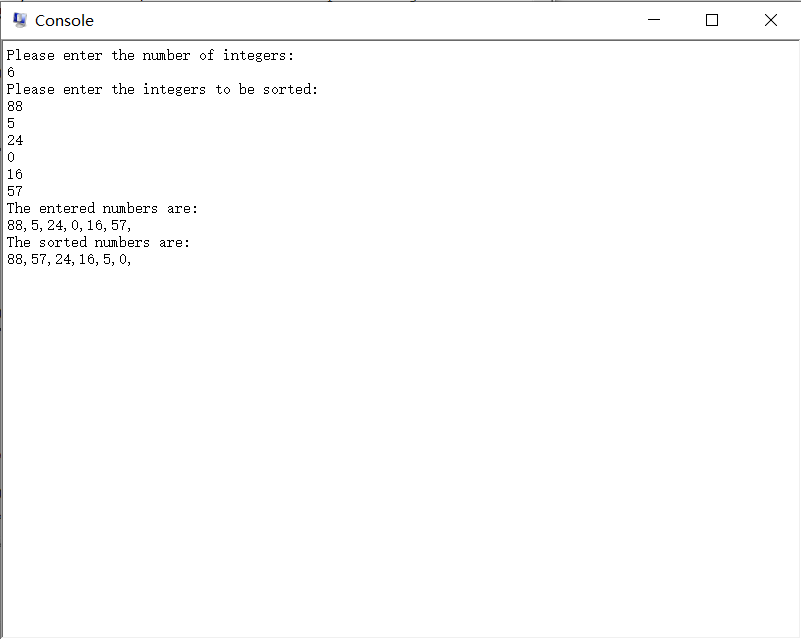 Console
Please enter the number of integers:
6
Please enter the integers to be sorted:
88
5
24
0
16
57
The entered numbers are:
88,5,24,0,16,57,
The sorted numbers are:
88,57,24,16,5,0,